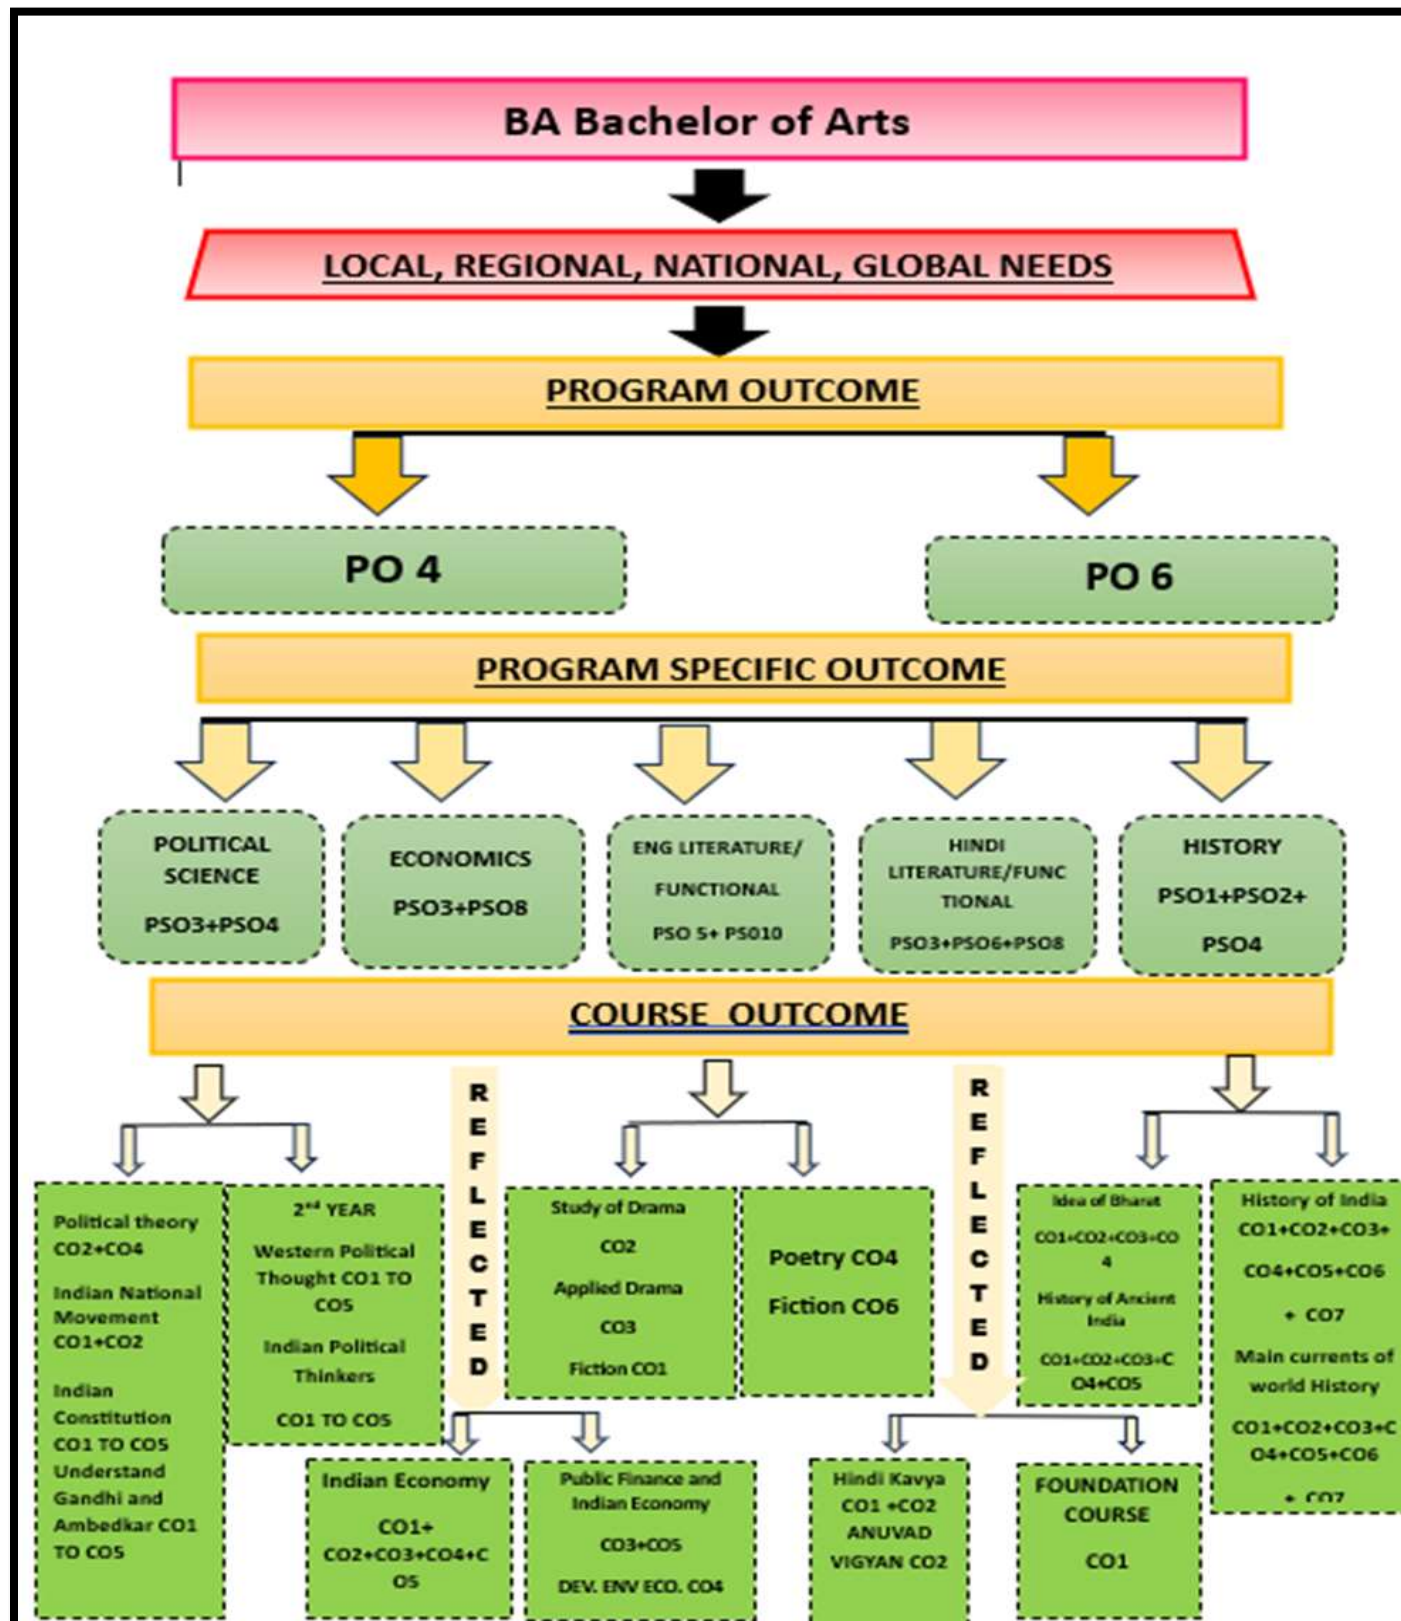 BA Bachelor of Arts
LOCAL, REGIONAL, NATIONAL, GLOBAL NEEDS
PROGRAM OUTCOME
PO 4
PO 6
PROGRAM SPECIFIC OUTCOME
POLITICAL
SCIENCE
PSO3+PSO4
ECONOMICS
PSO3+PSO8
ENG LITERATURE/
FUNCTIONAL
PSO 5+ PS010
HINDI
LITERATURE/FUNC
TIONAL
PSO3+PSO6+PSO8
HISTORY
PSO1+PSO2+
PSO4
COURSE OUTCOME
Political theory
CO2+CO4
Indian National
Movement
CO1+CO2
Indian
Constitution
CO1 TO CO5
Understand
Gandhi and
Ambedkar CO1
TO CO5
2nd YEAR
Western Political
Thought CO1 TO
CO5
Indian Political
Thinkers
CO1 TO CO5
REFLECTED
Indian Economy
CO1+
CO2+CO3+CO4+C
O5
Public Finance and
Indian Economy
CO3+CO5
DEV. ENV ECO. CO4
Study of Drama
CO2
Applied Drama
CO3
Fiction CO1
Poetry CO4
Fiction CO6
REFLECTED
Hindi Kavya
CO1 +CO2
ANUVAD
VIGYAN CO2
FOUNDATION
COURSE
CO1
Idea of Bharat
CO1+CO2+CO3+CO
4
History of Ancient
India
CO1+CO2+CO3+C
O4+CO5
History of India
CO1+CO2+CO3+
CO4+CO5+CO6
+ CO7
Main currents of
world History
CO1+CO2+CO3+C
O4+CO5+CO6
+ CO7